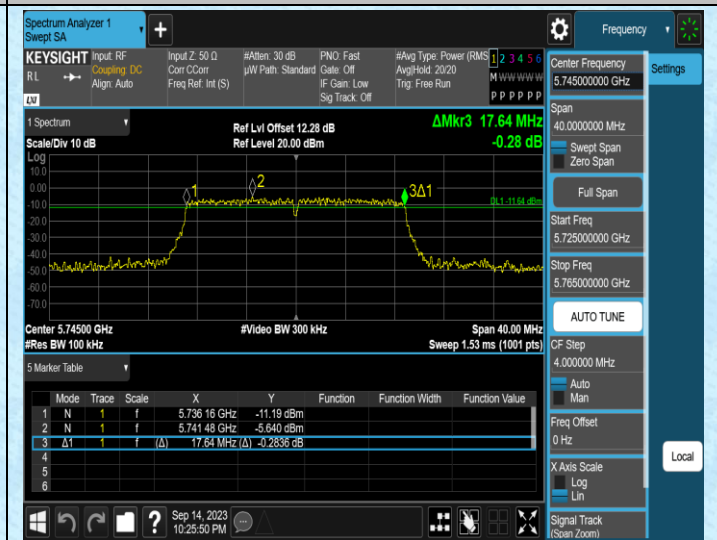 Spectrum Analyzer 1
Swept SA
+
Frequency
KEYSIGHT
RL
LXI
Input: RF
Coupling: DC
Align: Auto
Input Z: 50 Ω
Corr CCorr
Freq Ref: Int (S)
#Atten: 30 dB
µW Path: Standard
PNO: Fast
Gate: Off
IF Gain: Low
Sig Track: Off
#Avg Type: Power (RMS
Avg|Hold: 20/20
Trig: Free Run
1 2 3 4 5 6
M W W W W W
P P P P P P
1 Spectrum
Scale/Div 10 dB
Ref Lvl Offset 12.28 dB
Ref Level 20.00 dBm
ΔMkr3 17.64 MHz
-0.28 dB
Log
10.0
0.00
-10.0
-20.0
-30.0
-40.0
-50.0
-60.0
-70.0
1
2
3Δ1
DL1 -11.64 dBm
Center 5.74500 GHz
#Video BW 300 kHz
Span 40.00 MHz
#Res BW 100 kHz
Sweep 1.53 ms (1001 pts)
5 Marker Table
Mode Trace Scale X Y Function Function Width Function Value
1 N 1 f 5.736 16 GHz -11.19 dBm
2 N 1 f 5.741 48 GHz -5.640 dBm
3 Δ1 1 f (Δ) 17.64 MHz (Δ) -0.2836 dB
4
5
6
?
Sep 14, 2023
10:25:50 PM
Center Frequency
5.745000000 GHz
Settings
Span
40.0000000 MHz
Swept Span
Zero Span
Full Span
Start Freq
5.725000000 GHz
Stop Freq
5.765000000 GHz
AUTO TUNE
CF Step
4.000000 MHz
Auto
Man
Freq Offset
0 Hz
Local
X Axis Scale
Log
Lin
Signal Track
(Span Zoom)